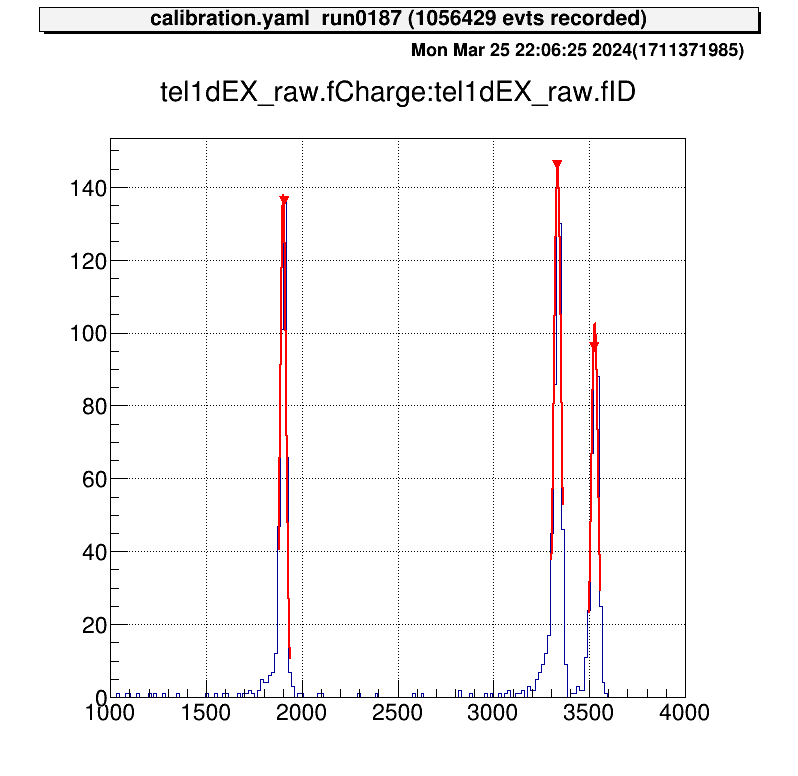 calibration.yaml run0187 (1056429 evts recorded)
Mon Mar 25 22:06:25 2024(1711371985)
tel1dEX_raw.fCharge:tel1dEX_raw.fID
140
120
100
80
60
40
20
0
1000 1500 2000 2500 3000 3500 4000